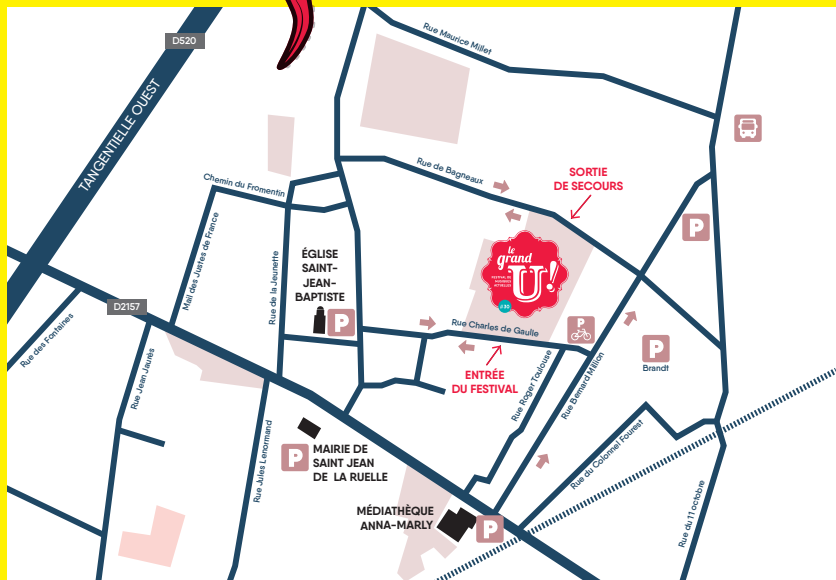 D520
TANGENTIELLE OUEST
Rue Maurice Millet
Rue de Bagneaux
SORTIE
DE SECOURS
Chemin du Fromentin
Mail des Justes de France
Rue de la Jeunette
ÉGLISE
SAINT-
JEAN-
BAPTISTE
P
le
grand
U!
P
D2157
Rue des Fontaines
Rue Jean Jaurès
Rue Charles de Gaulle
P
ENTRÉE
DU FESTIVAL
Rue Roger Toulouse
Rue Bernard Million
P
Brandt
Rue Jules Lenormand
P
MAIRIE DE
SAINT JEAN
DE LA RUELLE
Rue du Colonnel Fourest
MÉDIATHÈQUE
ANNA-MARLY
P
Rue du 11 octobre